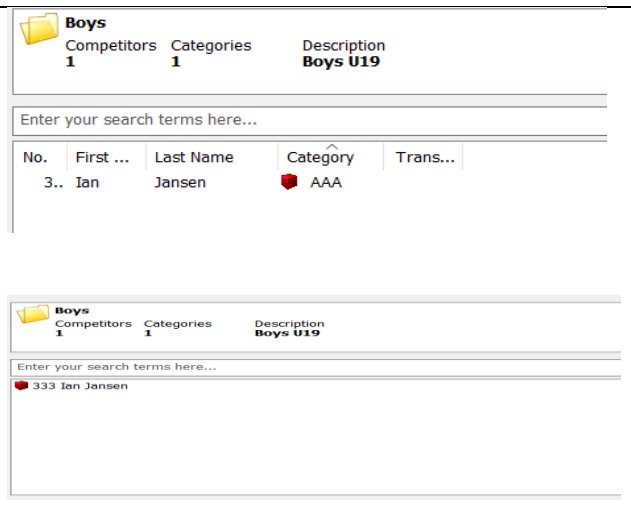 Boys
Competitors Categories Description
1 1 Boys U19
Enter your search terms here...
No. First ... Last Name Category Trans...
3.. Ian Jansen AAA
Boys
Competitors Categories Description
1 1 Boys U19
Enter your search terms here...
333 Ian Jansen